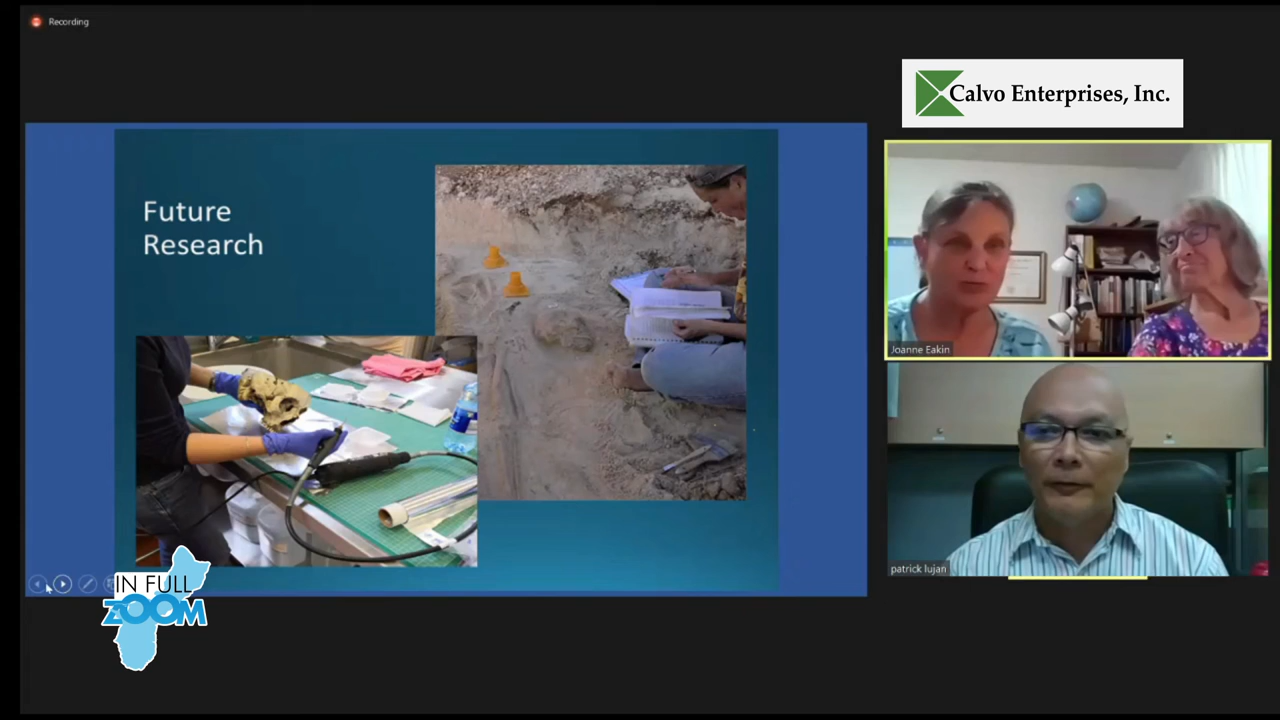 Recording
Calvo Enterprises, Inc.
Future
Research
Joanne Eakin
patrick lujan
IN FULL
ZOOM